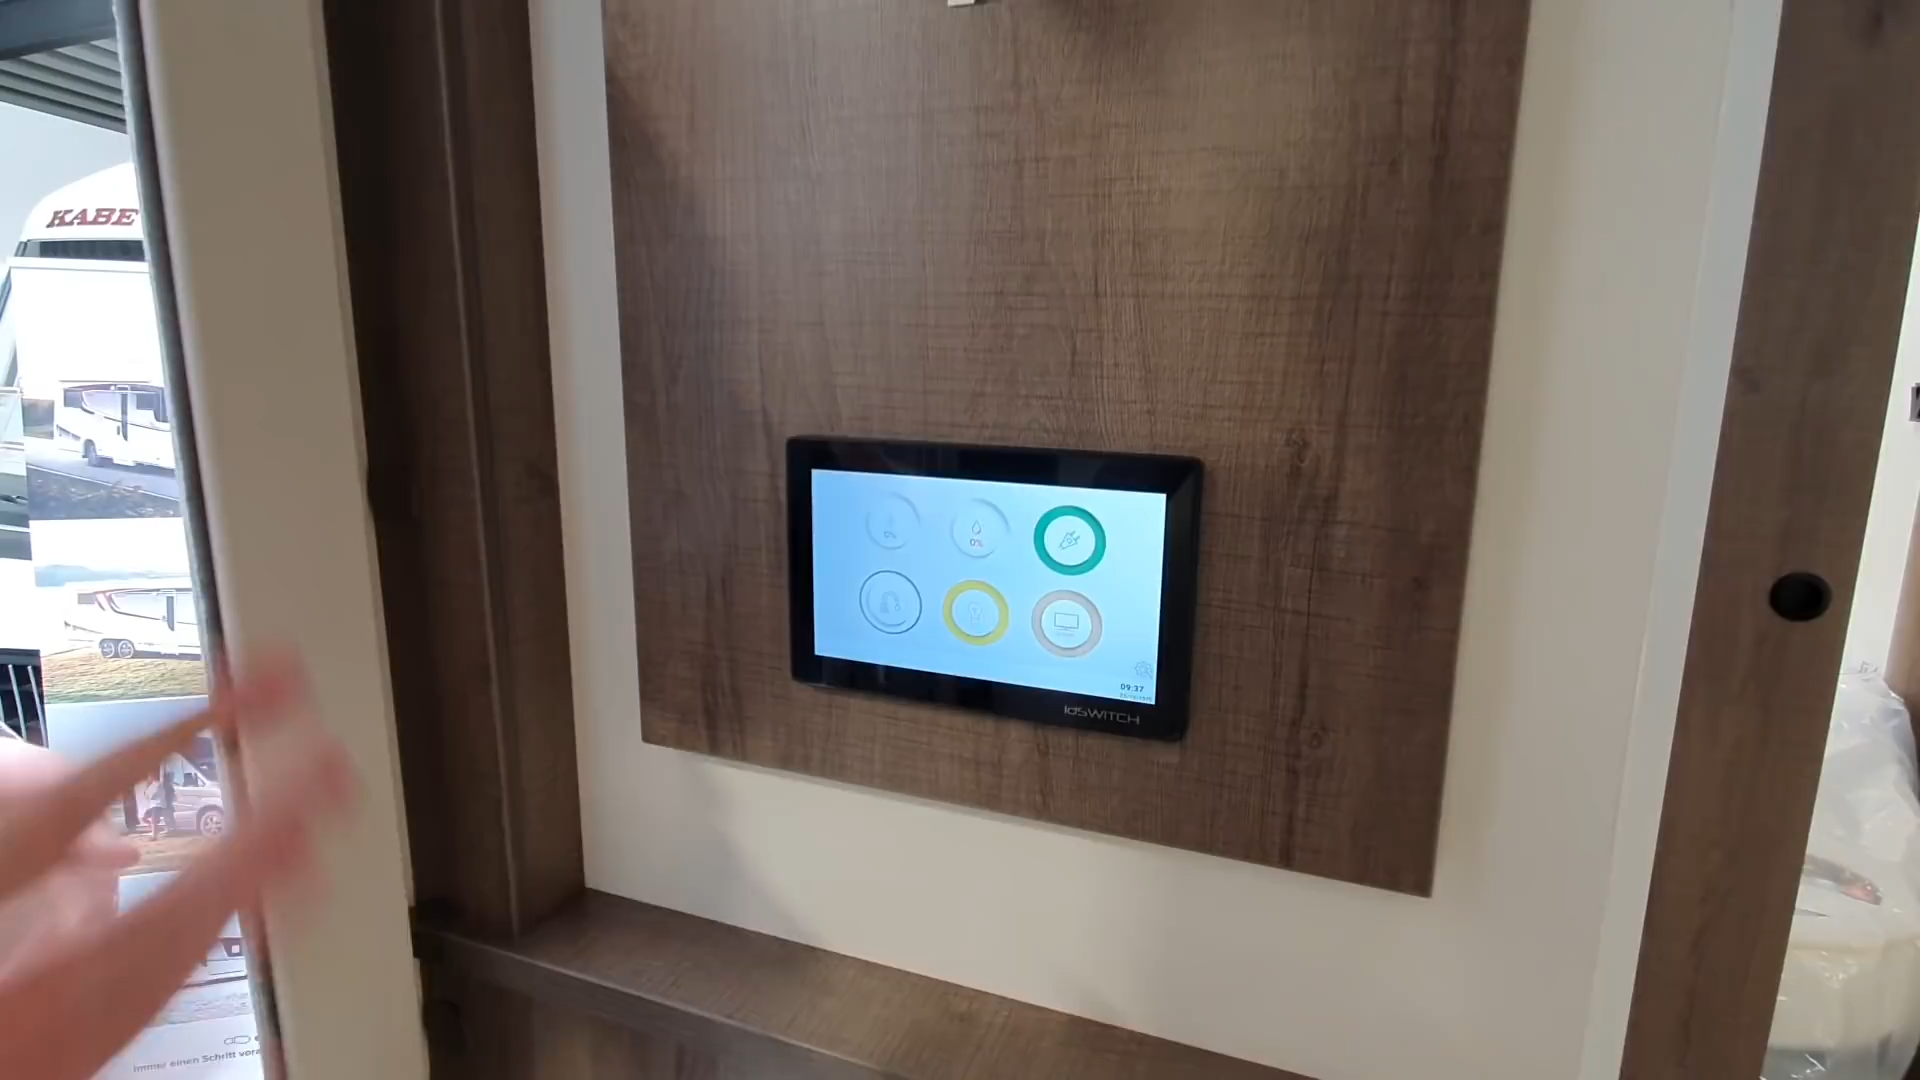 KABE
0%
0%
09:37
idSWITCH
Immer einen Schritt vora